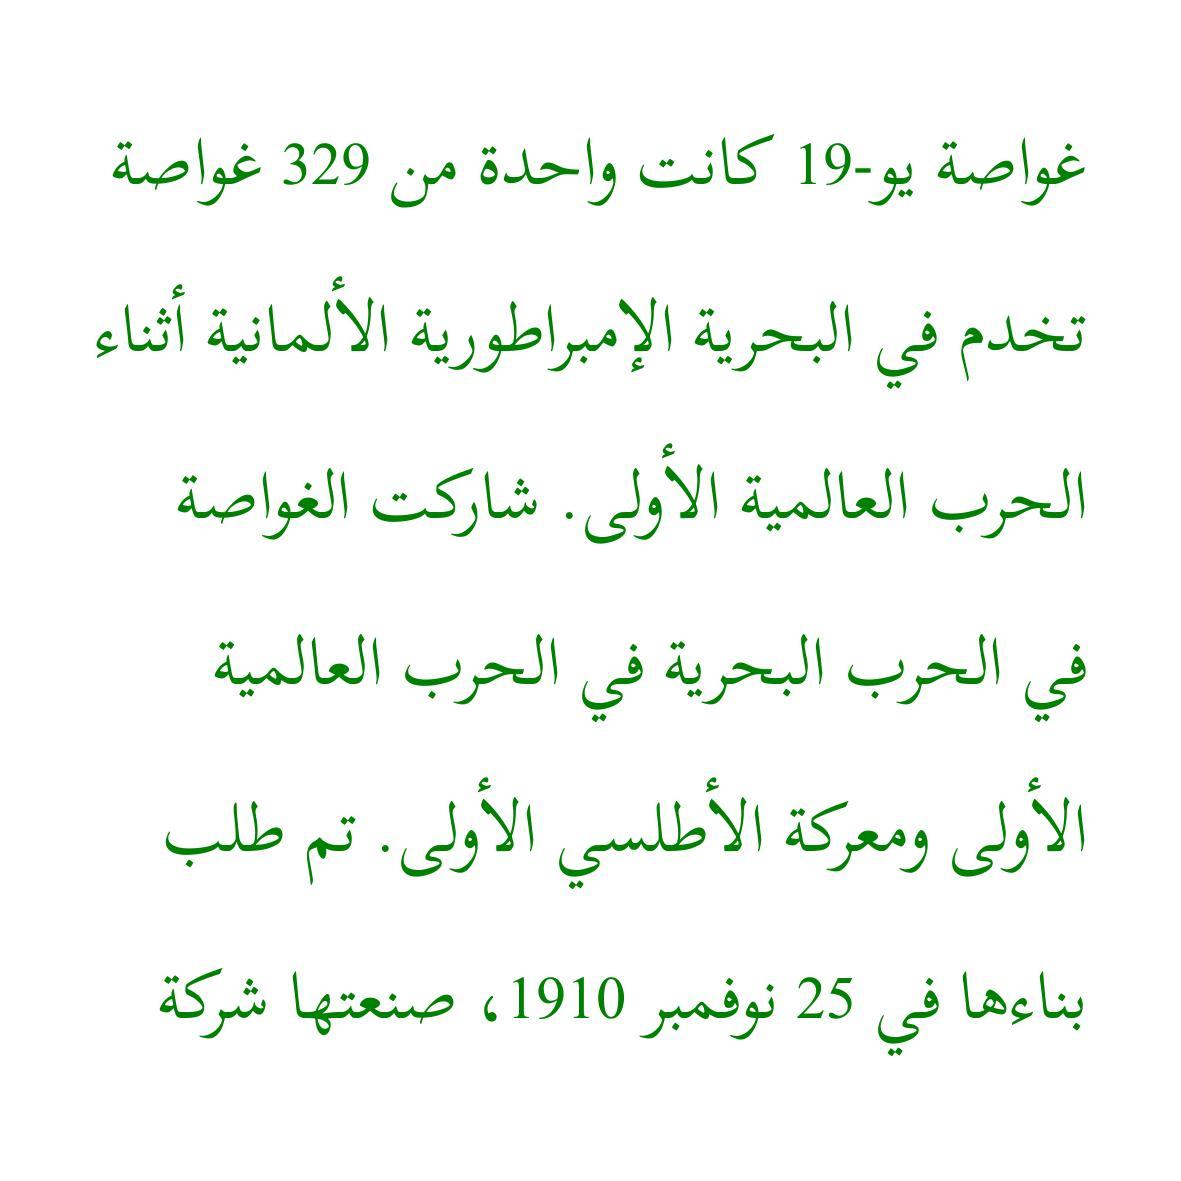 غواصة يو-19 كانت واحدة من 329 غواصة
تخدم في البحرية الإمبراطورية الألمانية أثناء
الحرب العالمية الأولى. شاركت الغواصة
في الحرب البحرية في الحرب العالمية
الأولى ومعركة الأطلسي الأولى. تم طلب
بناءها في 25 نوفمبر 1910، صنعتها شركة